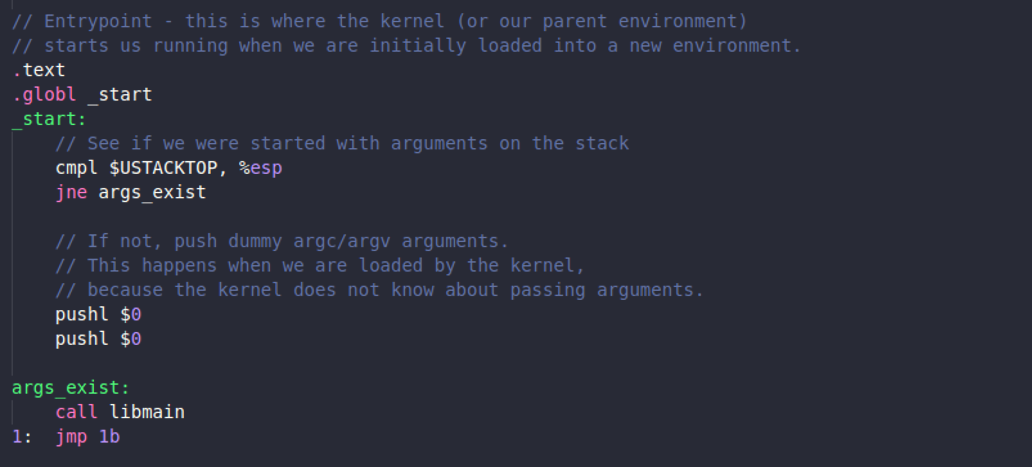 // Entrypoint - this is where the kernel (or our parent environment)
// starts us running when we are initially loaded into a new environment.
.text
.globl _start
_start:
    // See if we were started with arguments on the stack
    cmpl $USTACKTOP, %esp
    jne args_exist

    // If not, push dummy argc/argv arguments.
    // This happens when we are loaded by the kernel,
    // because the kernel does not know about passing arguments.
    pushl $0
    pushl $0

args_exist:
    call libmain
1:  jmp 1b